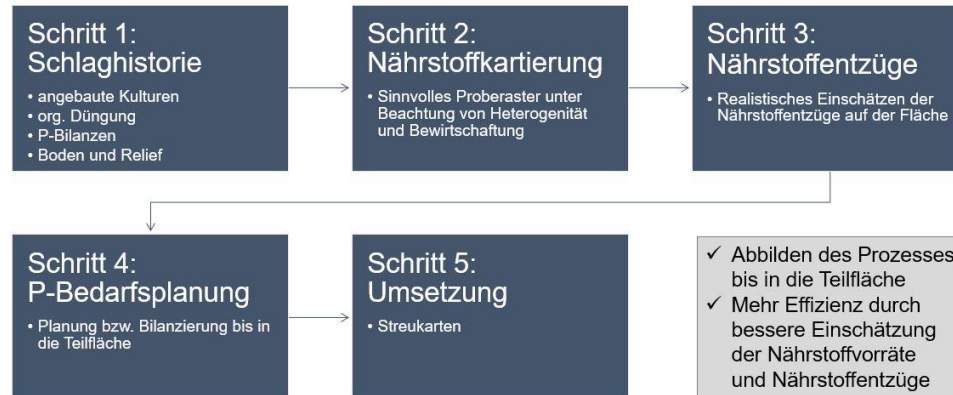 Schritt 1:
Schlaghistorie
• angebaute Kulturen
• org. Düngung
• P-Bilanzen
• Boden und Relief
Schritt 2:
Nährstoffkartierung
• Sinnvolles Proberaster unter
Beachtung von Heterogenität
und Bewirtschaftung
Schritt 3:
Nährstoffentzüge
• Realistisches Einschätzen der
Nährstoffentzüge auf der Fläche
Schritt 4:
P-Bedarfsplanung
• Planung bzw. Bilanzierung bis in
die Teilfläche
Schritt 5:
Umsetzung
• Streukarten
✓ Abbilden des Prozesses
bis in die Teilfläche
✓ Mehr Effizienz durch
bessere Einschätzung
der Nährstoffvorräte
und Nährstoffentzüge